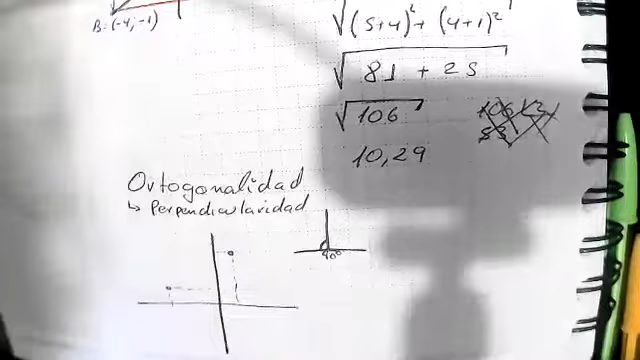 B=(-4;-1)
√(5+4)²+(4+1)²
√81+25
√106
10,29
Ortogonalidad
↳ Perpendicularidad
90°